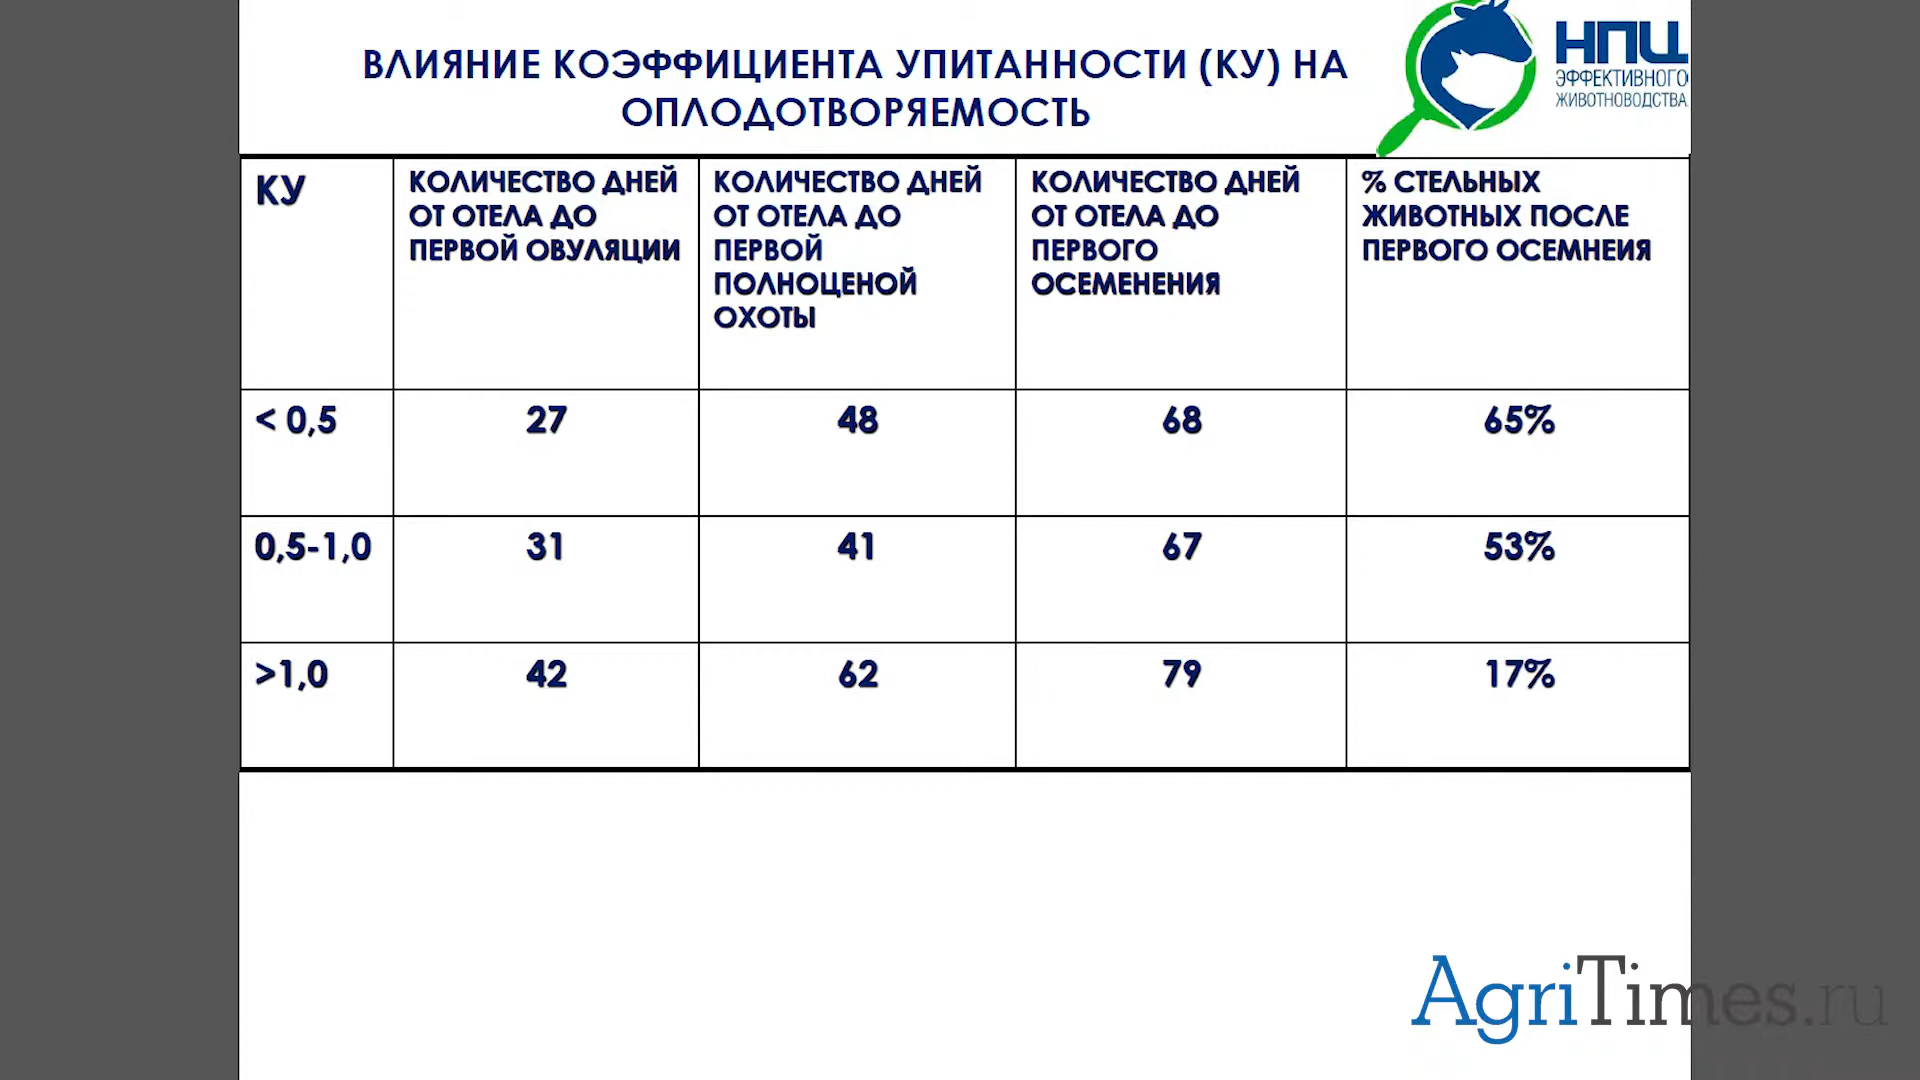 ВЛИЯНИЕ КОЭФФИЦИЕНТА УПИТАННОСТИ (КУ) НА
ОПЛОДОТВОРЯЕМОСТЬ
НПЦ
ЭФФЕКТИВНОГО
ЖИВОТНОВОДСТВА
КУ
КОЛИЧЕСТВО ДНЕЙ
ОТ ОТЕЛА ДО
ПЕРВОЙ ОВУЛЯЦИИ
КОЛИЧЕСТВО ДНЕЙ
ОТ ОТЕЛА ДО
ПЕРВОЙ
ПОЛНОЦЕНОЙ
ОХОТЫ
КОЛИЧЕСТВО ДНЕЙ
ОТ ОТЕЛА ДО
ПЕРВОГО
ОСЕМЕНЕНИЯ
% СТЕЛЬНЫХ
ЖИВОТНЫХ ПОСЛЕ
ПЕРВОГО ОСЕМНЕИЯ
< 0,5 27 48 68 65%
0,5-1,0 31 41 67 53%
>1,0 42 62 79 17%
AgriTimes.ru